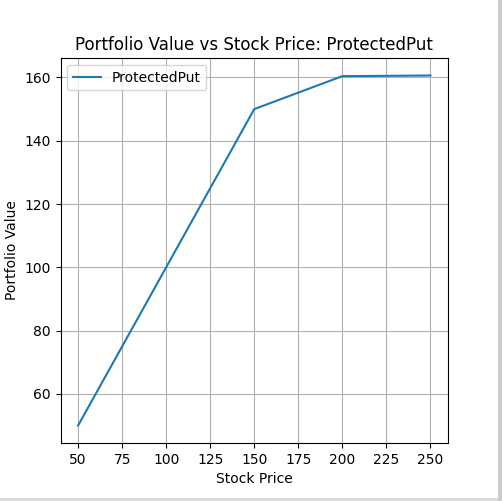 Portfolio Value vs Stock Price: ProtectedPut
ProtectedPut
160
140
120
100
80
60
Portfolio Value
50 75 100 125 150 175 200 225 250
Stock Price